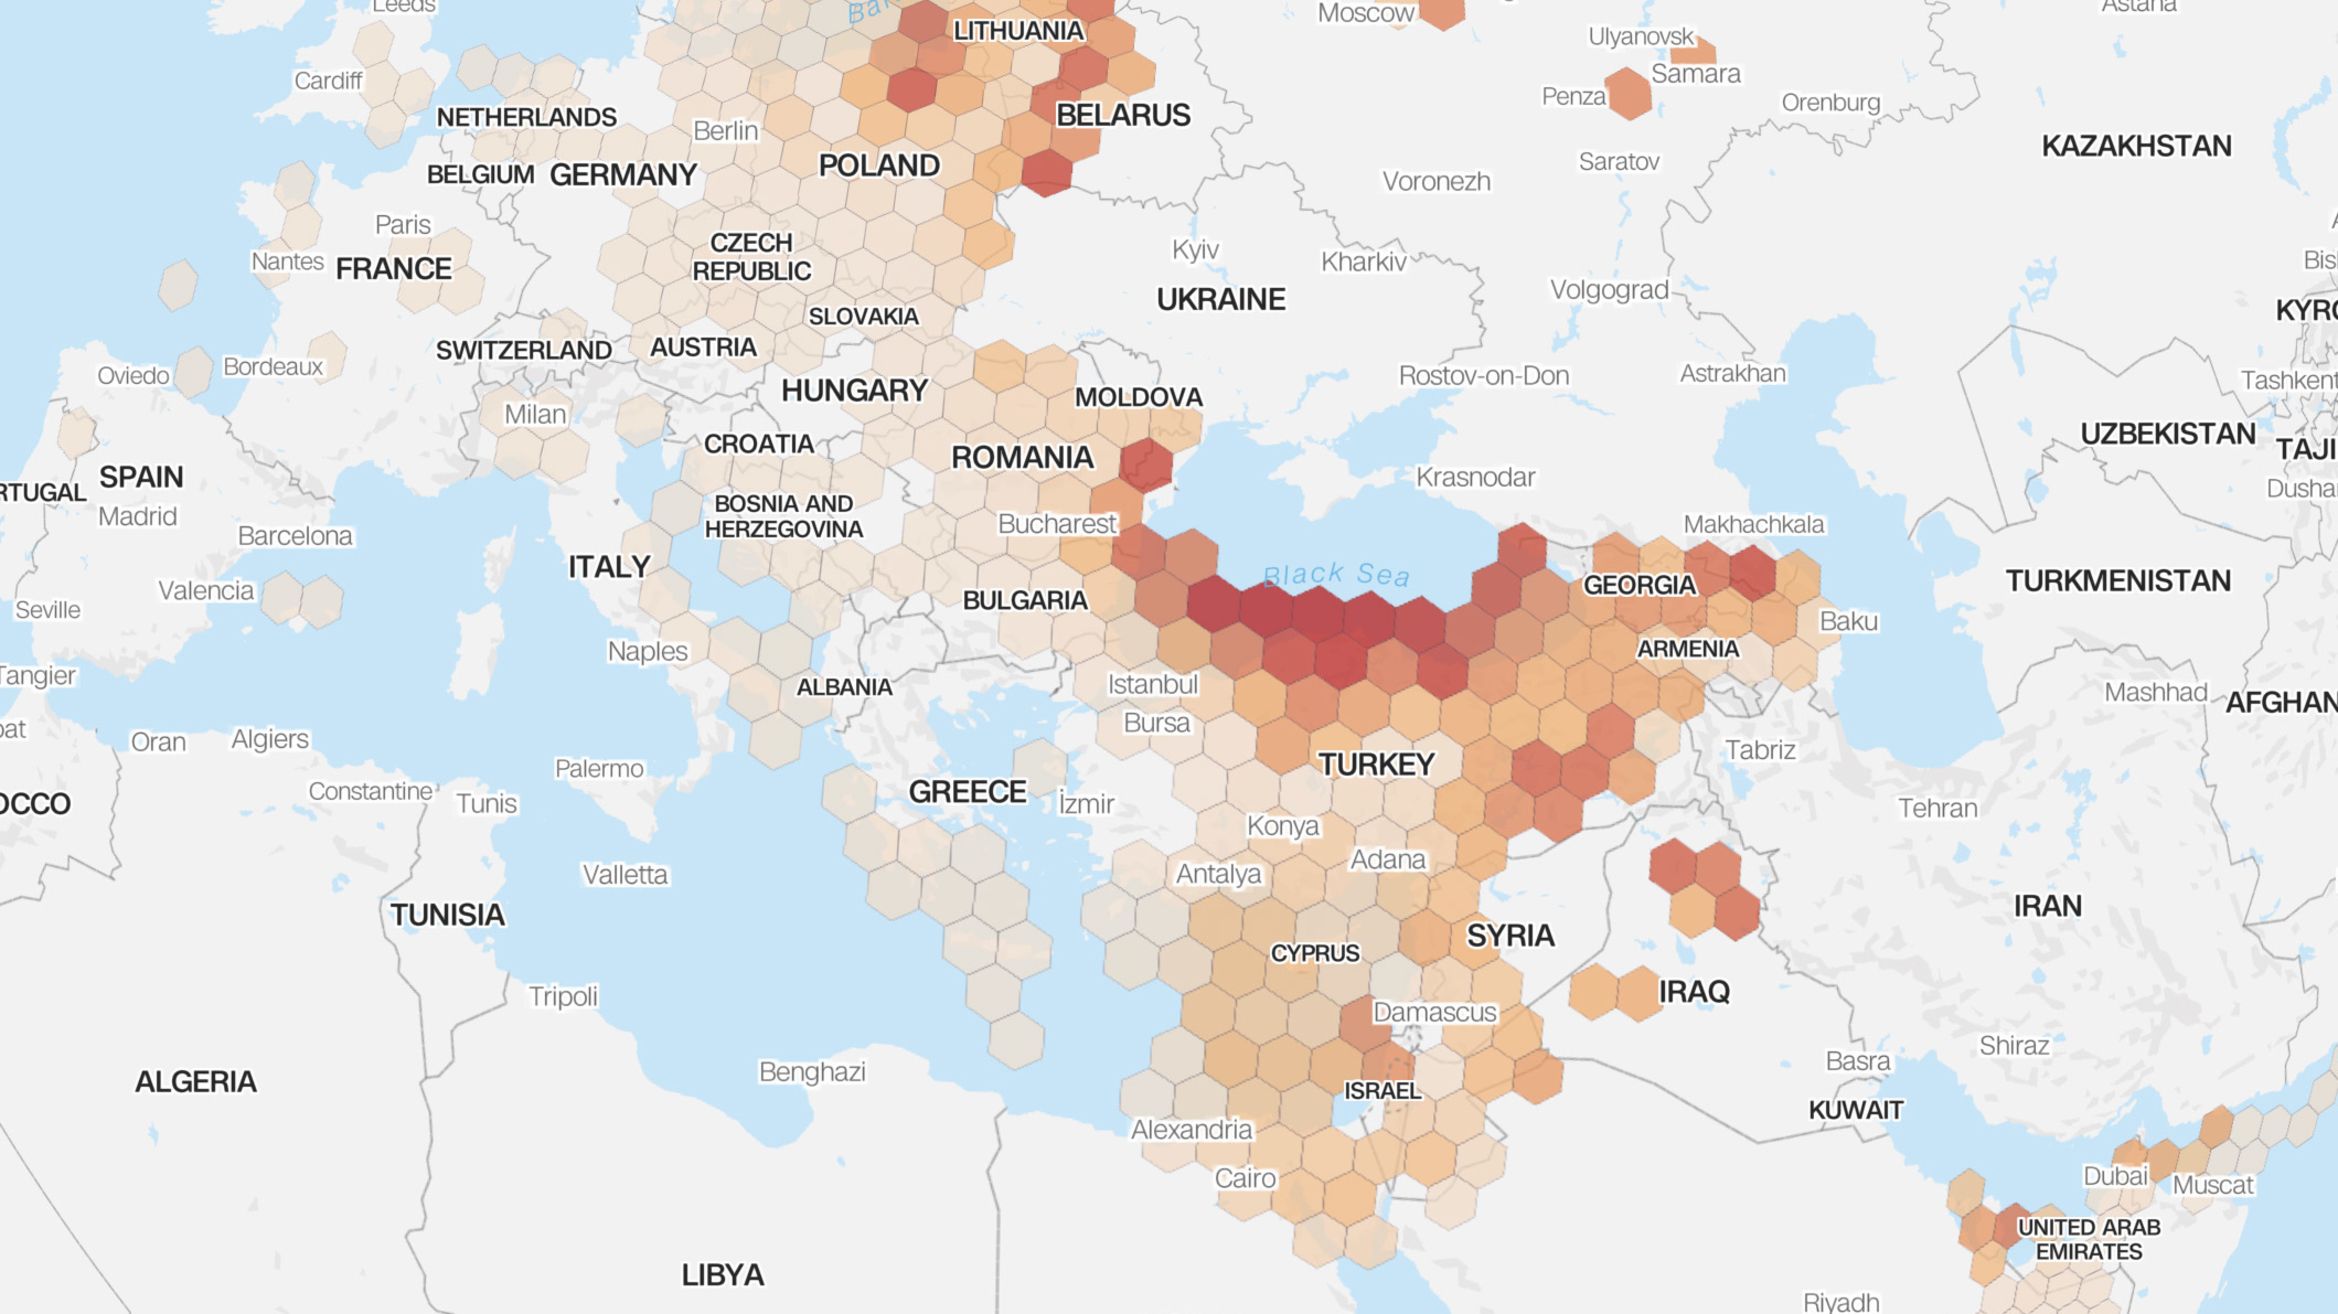 Leeds
Moscow
LITHUANIA
Ulyanovsk
Samara
Cardiff
Penza
Orenburg
NETHERLANDS
BELARUS
Berlin
KAZAKHSTAN
POLAND
Saratov
BELGIUM
GERMANY
Voronezh
Paris
CZECH
REPUBLIC
Kyiv
Kharkiv
Nantes
FRANCE
UKRAINE
Volgograd
SLOVAKIA
SWITZERLAND
AUSTRIA
Oviedo
Bordeaux
Rostov-on-Don
Astrakhan
Tashkent
HUNGARY
MOLDOVA
Milan
CROATIA
UZBEKISTAN
TAJI
ROMANIA
SPAIN
Krasnodar
RTUGAL
Madrid
BOSNIA AND
HERZEGOVINA
Dusha
Bucharest
Makhachkala
Barcelona
ITALY
Black Sea
GEORGIA
TURKMENISTAN
Valencia
Seville
BULGARIA
Baku
Naples
ARMENIA
Tangier
Istanbul
ALBANIA
Mashhad
AFGHAN
Bursa
Oran
Algiers
Tabriz
Palermo
TURKEY
Constantine
Tunis
GREECE
İzmir
Tehran
OCCO
Konya
Adana
Valletta
Antalya
TUNISIA
IRAN
SYRIA
CYPRUS
Tripoli
IRAQ
Damascus
Shiraz
Benghazi
Basra
ALGERIA
ISRAEL
KUWAIT
Alexandria
Cairo
Dubai
Muscat
UNITED ARAB
EMIRATES
LIBYA
Riyadh